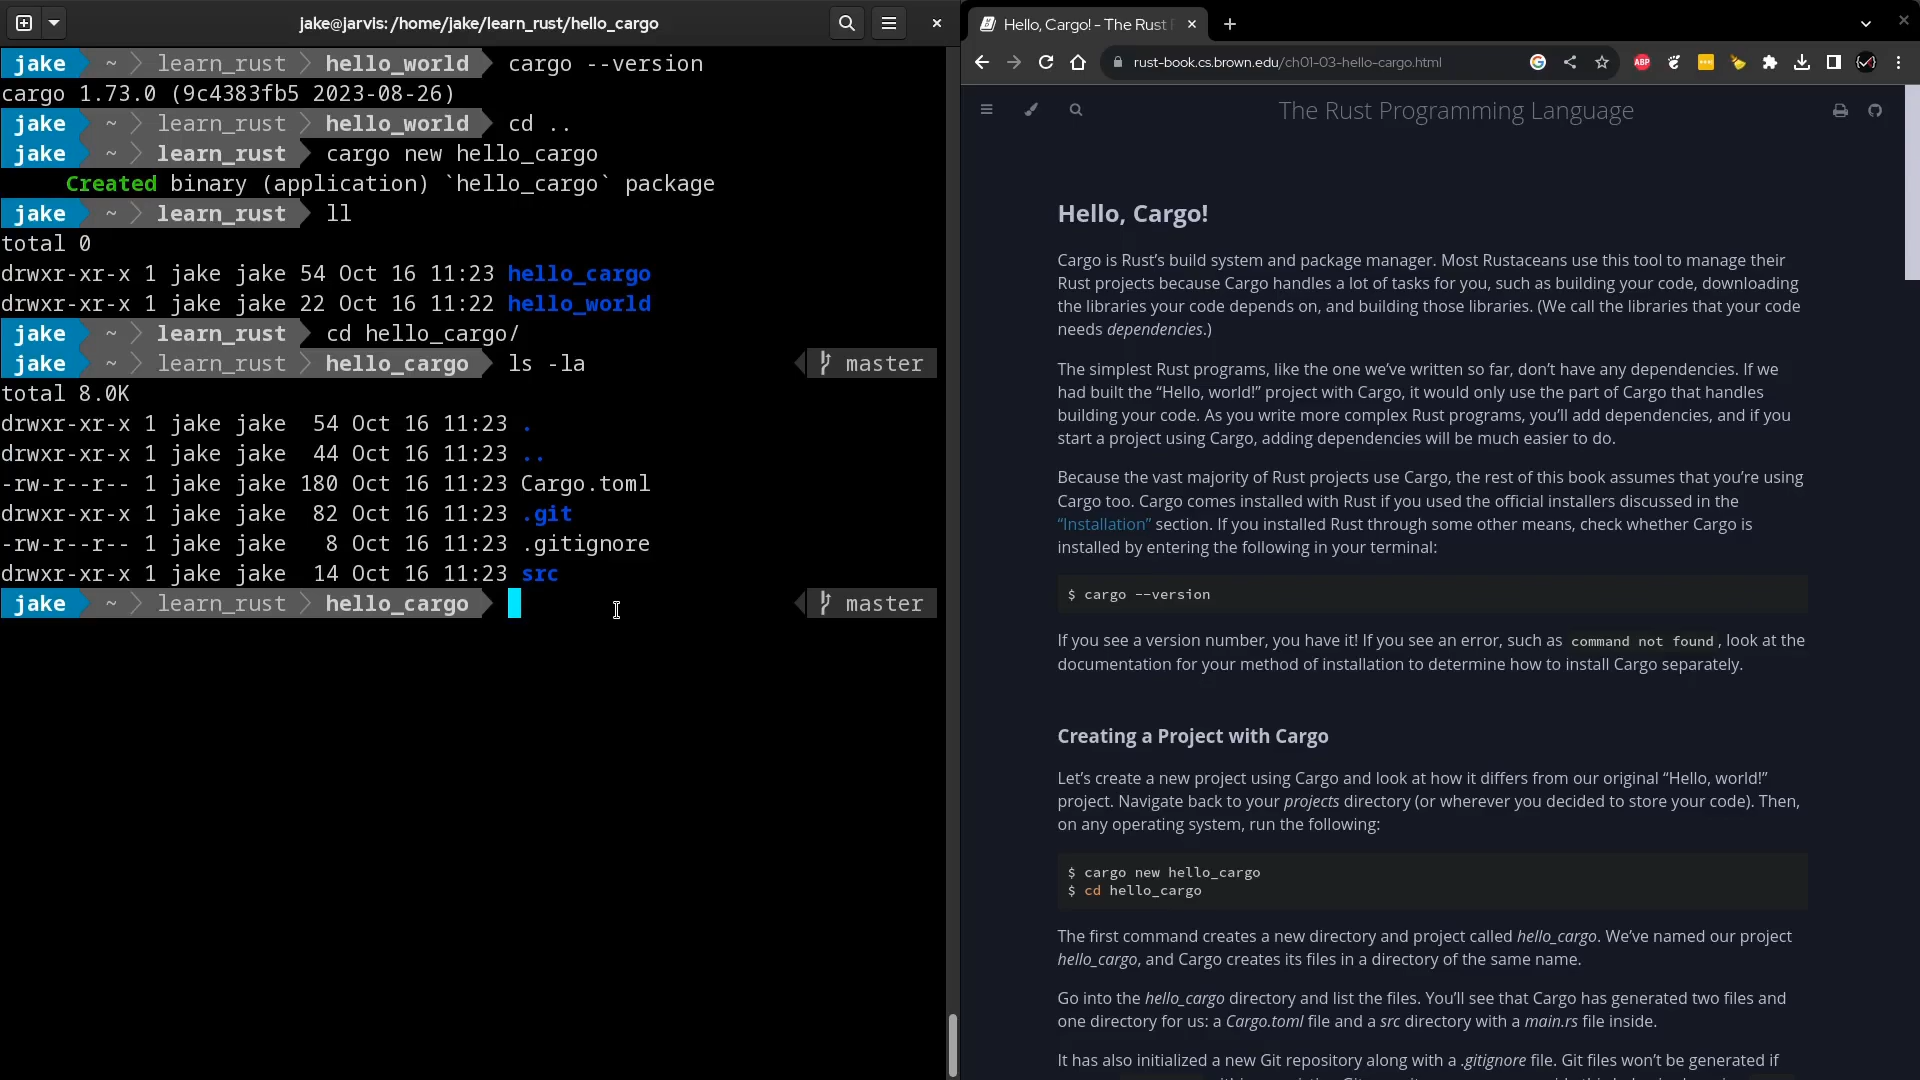 jake@jarvis:/home/jake/learn_rust/hello_cargo
jake ~ learn_rust hello_world cargo --version
cargo 1.73.0 (9c4383fb5 2023-08-26)
jake ~ learn_rust hello_world cd ..
jake ~ learn_rust cargo new hello_cargo
Created binary (application) `hello_cargo` package
jake ~ learn_rust ll
total 0
drwxr-xr-x 1 jake jake 54 Oct 16 11:23 hello_cargo
drwxr-xr-x 1 jake jake 22 Oct 16 11:22 hello_world
jake ~ learn_rust cd hello_cargo/
jake ~ learn_rust hello_cargo ls -la master
total 8.0K
drwxr-xr-x 1 jake jake  54 Oct 16 11:23 .
drwxr-xr-x 1 jake jake  44 Oct 16 11:23 ..
-rw-r--r-- 1 jake jake 180 Oct 16 11:23 Cargo.toml
drwxr-xr-x 1 jake jake  82 Oct 16 11:23 .git
-rw-r--r-- 1 jake jake   8 Oct 16 11:23 .gitignore
drwxr-xr-x 1 jake jake  14 Oct 16 11:23 src
jake ~ learn_rust hello_cargo master
Hello, Cargo! - The Rust
rust-book.cs.brown.edu/ch01-03-hello-cargo.html
ABP
The Rust Programming Language
Hello, Cargo!
Cargo is Rust’s build system and package manager. Most Rustaceans use this tool to manage their
Rust projects because Cargo handles a lot of tasks for you, such as building your code, downloading
the libraries your code depends on, and building those libraries. (We call the libraries that your code
needs dependencies.)
The simplest Rust programs, like the one we’ve written so far, don’t have any dependencies. If we
had built the “Hello, world!” project with Cargo, it would only use the part of Cargo that handles
building your code. As you write more complex Rust programs, you’ll add dependencies, and if you
start a project using Cargo, adding dependencies will be much easier to do.
Because the vast majority of Rust projects use Cargo, the rest of this book assumes that you’re using
Cargo too. Cargo comes installed with Rust if you used the official installers discussed in the
“Installation” section. If you installed Rust through some other means, check whether Cargo is
installed by entering the following in your terminal:
$ cargo --version
If you see a version number, you have it! If you see an error, such as command not found, look at the
documentation for your method of installation to determine how to install Cargo separately.
Creating a Project with Cargo
Let’s create a new project using Cargo and look at how it differs from our original “Hello, world!”
project. Navigate back to your projects directory (or wherever you decided to store your code). Then,
on any operating system, run the following:
$ cargo new hello_cargo
$ cd hello_cargo
The first command creates a new directory and project called hello_cargo. We’ve named our project
hello_cargo, and Cargo creates its files in a directory of the same name.
Go into the hello_cargo directory and list the files. You’ll see that Cargo has generated two files and
one directory for us: a Cargo.toml file and a src directory with a main.rs file inside.
It has also initialized a new Git repository along with a .gitignore file. Git files won’t be generated if